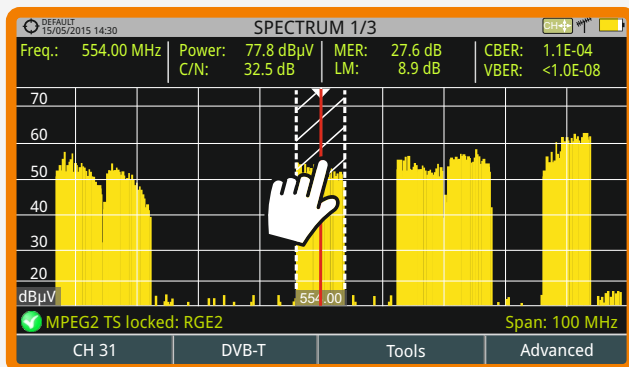 DEFAULT
15/05/2015 14:30
SPECTRUM 1/3
CH
Freq.: 554.00 MHz
Power: 77.8 dBµV
MER: 27.6 dB
CBER: 1.1E-04
C/N: 32.5 dB
LM: 8.9 dB
VBER: <1.0E-08
70
60
50
40
30
20
dBµV
554.00
MPEG2 TS locked: RGE2
Span: 100 MHz
CH 31
DVB-T
Tools
Advanced